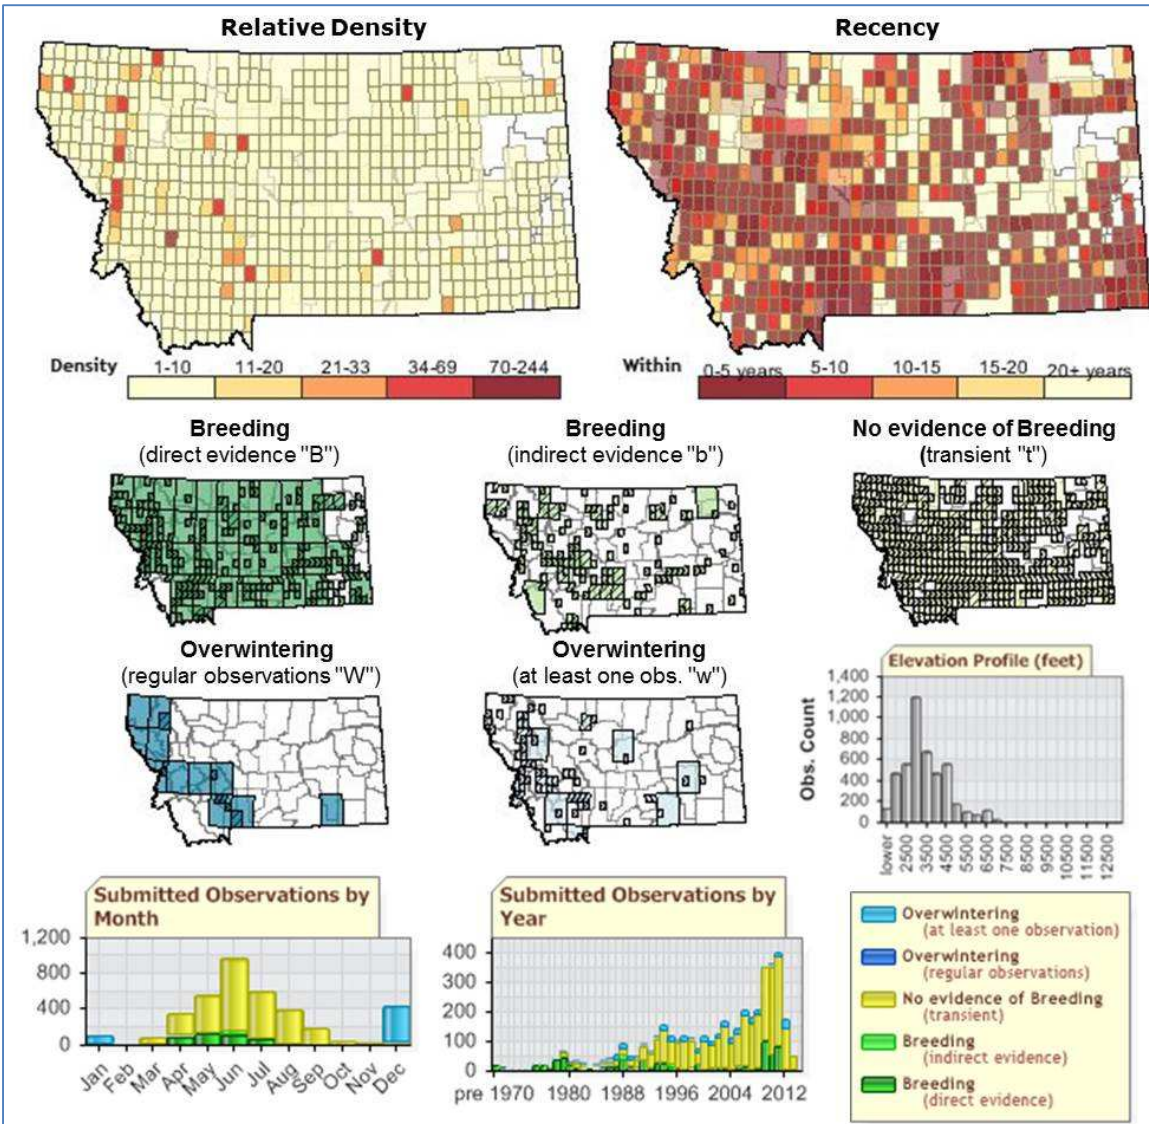 Relative Density
Recency
Density
1-10
11-20
21-33
34-69
70-244
Within
0-5 years
5-10
10-15
15-20
20+ years
Breeding
(direct evidence "B")
Breeding
(indirect evidence "b")
No evidence of Breeding
(transient "t")
Overwintering
(regular observations "W")
Overwintering
(at least one obs. "w")
Elevation Profile (feet)
Obs. Count
1,400
1,200
1,000
800
600
400
200
0
lower
2500
3500
4500
5500
6500
7500
8500
9500
10500
11500
12500
Submitted Observations by
Month
1,200
800
400
0
Jan
Feb
Mar
Apr
May
Jun
Jul
Aug
Sep
Oct
Nov
Dec
Submitted Observations by
Year
400
300
200
100
0
pre 1970
1980
1988
1996
2004
2012
Overwintering
(at least one observation)
Overwintering
(regular observations)
No evidence of Breeding
(transient)
Breeding
(indirect evidence)
Breeding
(direct evidence)